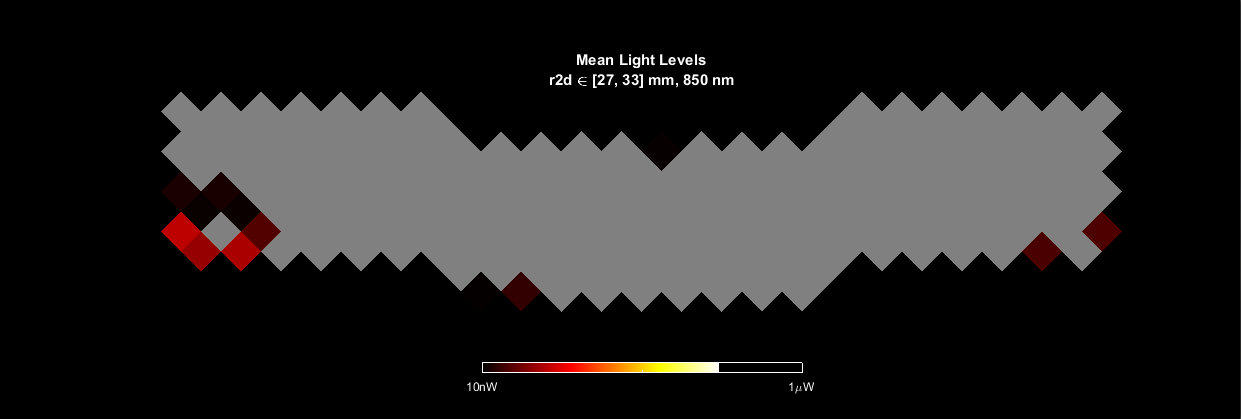 Mean Light Levels
r2d ∈ [27, 33] mm, 850 nm
10nW
1μW